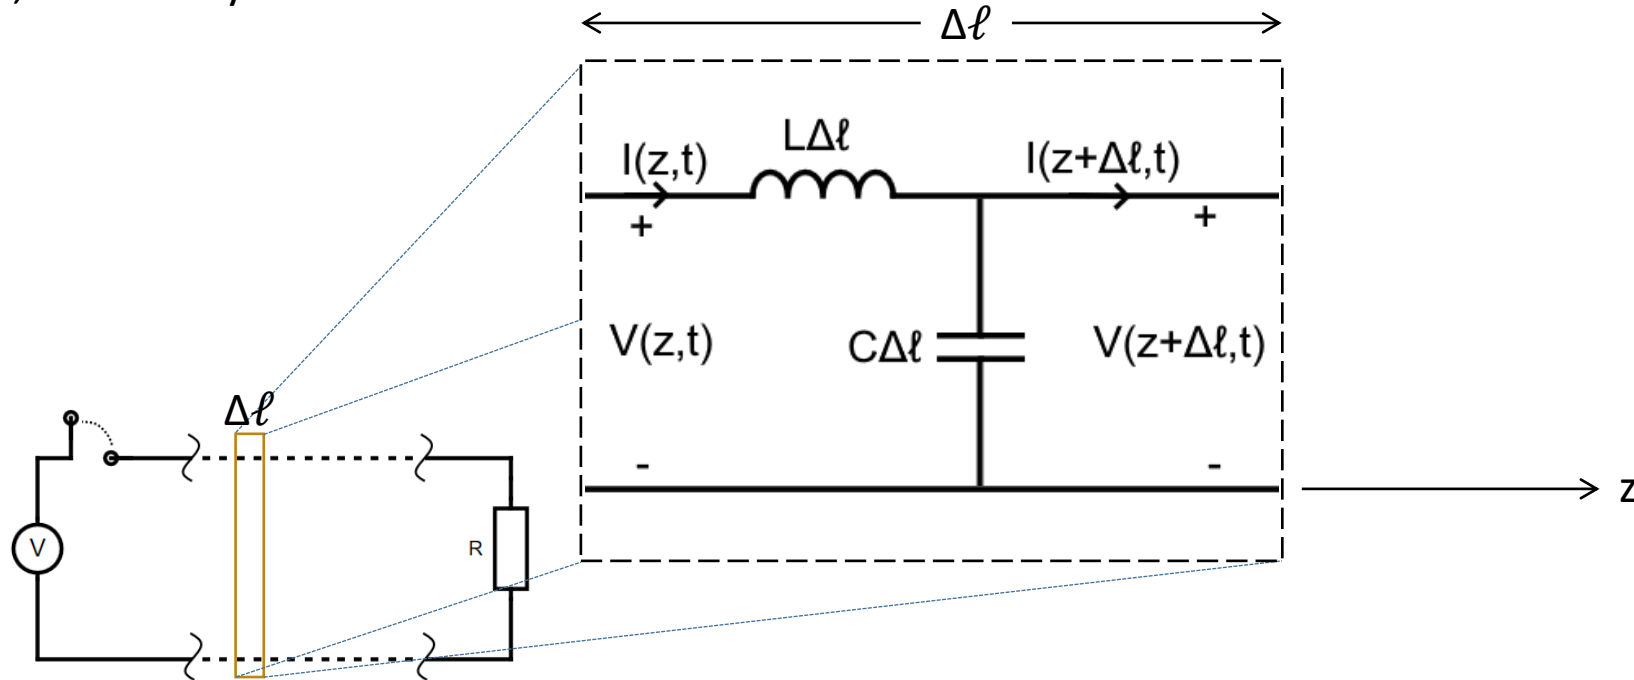 Δℓ
LΔℓ
I(z,t)
I(z+Δℓ,t)
+
+
V(z,t)
CΔℓ
V(z+Δℓ,t)
Δℓ
-
-
z
V
R